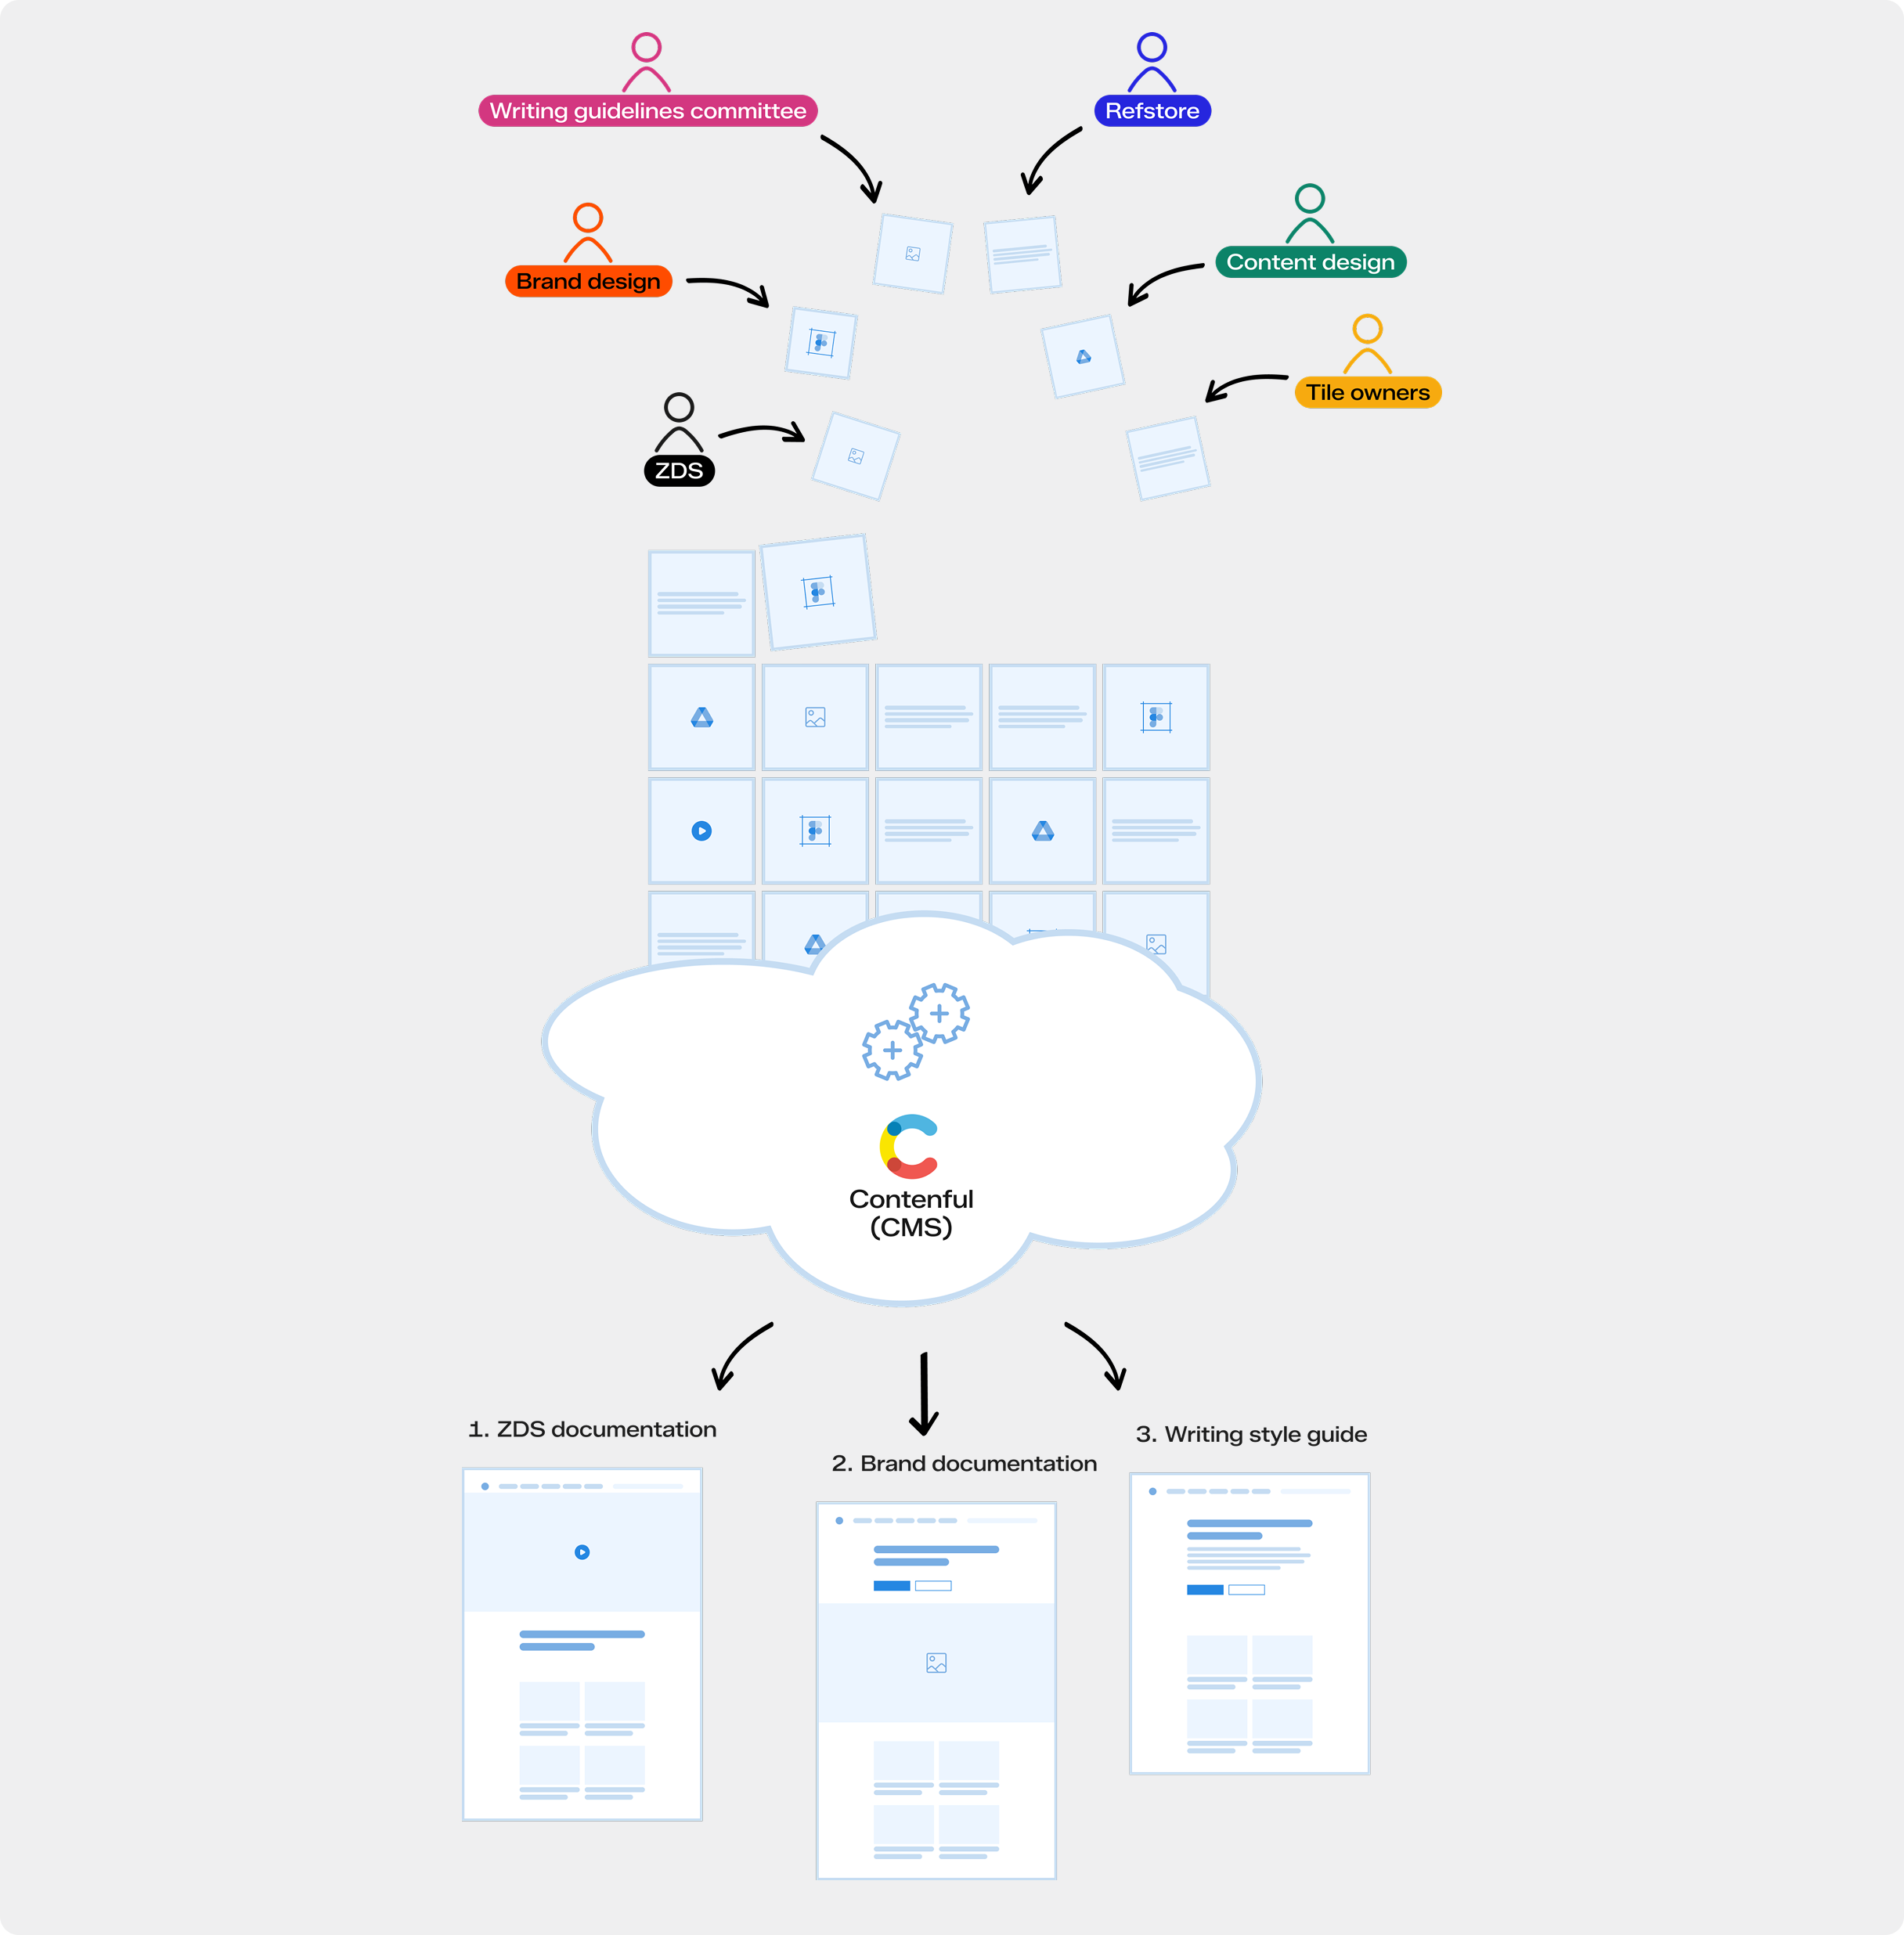 Writing guidelines committee
Refstore
Brand design
Content design
Tile owners
ZDS
Contenful
(CMS)
1. ZDS documentation
2. Brand documentation
3. Writing style guide